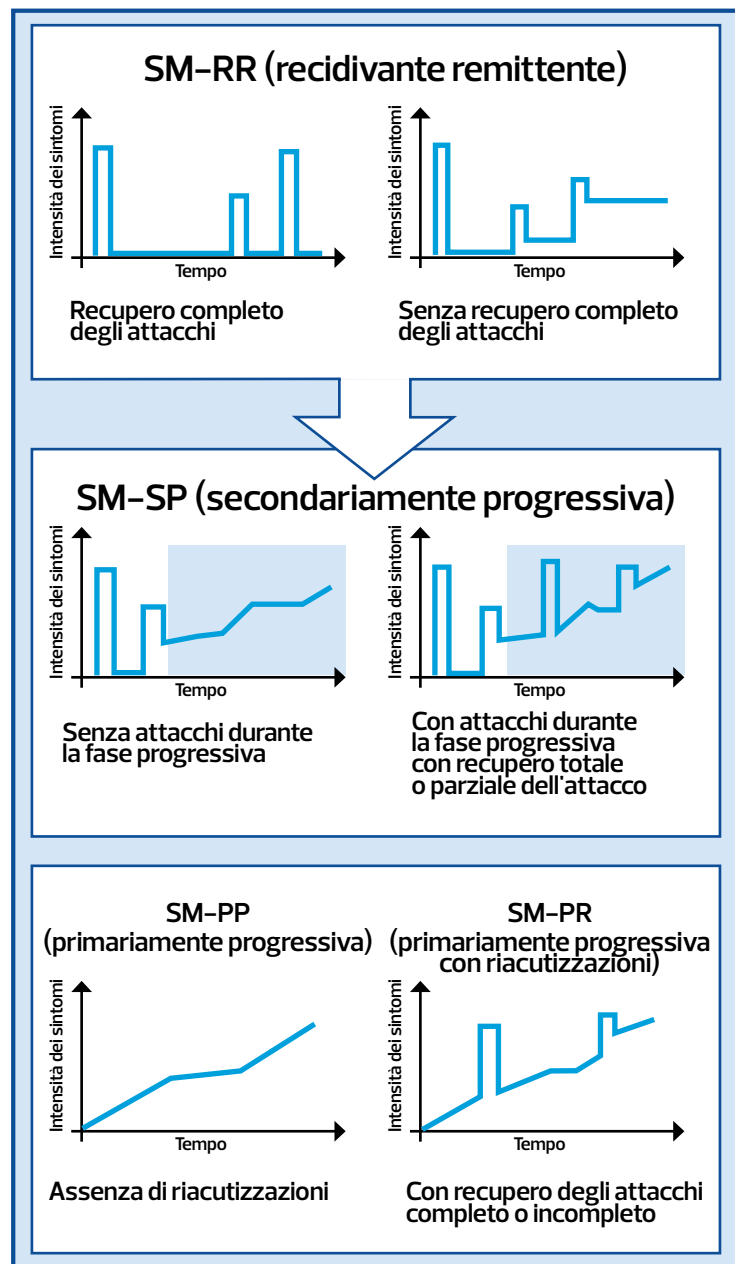 SM-RR (recidivante remittente)
Intensità dei sintomi
Tempo
Recupero completo
degli attacchi
Intensità dei sintomi
Tempo
Senza recupero completo
degli attacchi
SM-SP (secondariamente progressiva)
Intensità dei sintomi
Tempo
Senza attacchi durante
la fase progressiva
Intensità dei sintomi
Tempo
Con attacchi durante
la fase progressiva
con recupero totale
o parziale dell'attacco
SM-PP
(primariamente progressiva)
Intensità dei sintomi
Tempo
Assenza di riacutizzazioni
SM-PR
(primariamente progressiva
con riacutizzazioni)
Intensità dei sintomi
Tempo
Con recupero degli attacchi
completo o incompleto